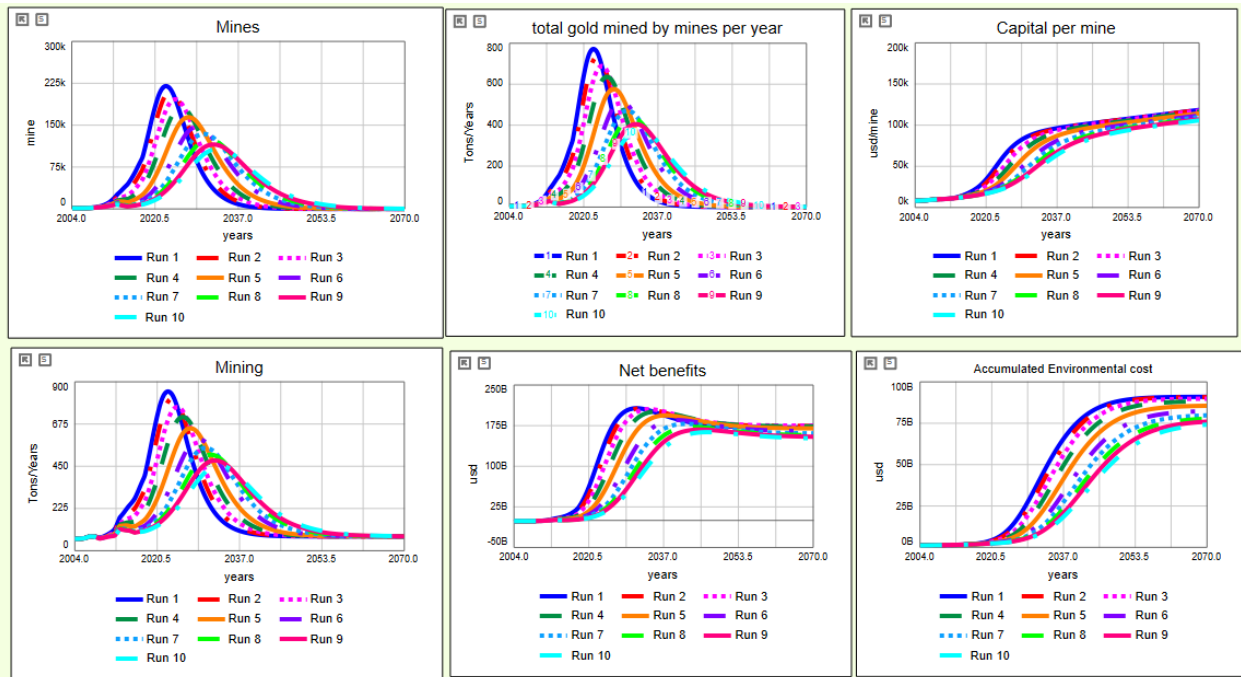 Mines
300k
225k
150k
75k
0
mine
2004.0 2020.5 2037.0 2053.5 2070.0
years
Run 1 Run 2 Run 3
Run 4 Run 5 Run 6
Run 7 Run 8 Run 9
Run 10
total gold mined by mines per year
800
600
400
200
0
Tons/Years
2004.0 2020.5 2037.0 2053.5 2070.0
years
1 Run 1 2 Run 2 3 Run 3
4 Run 4 5 Run 5 6 Run 6
7 Run 7 8 Run 8 9 Run 9
10 Run 10
Capital per mine
200k
150k
100k
50k
0k
usd/mine
2004.0 2020.5 2037.0 2053.5 2070.0
years
Run 1 Run 2 Run 3
Run 4 Run 5 Run 6
Run 7 Run 8 Run 9
Run 10
Mining
900
675
450
225
0
Tons/Years
2004.0 2020.5 2037.0 2053.5 2070.0
years
Run 1 Run 2 Run 3
Run 4 Run 5 Run 6
Run 7 Run 8 Run 9
Run 10
Net benefits
250B
175B
100B
25B
-50B
usd
2004.0 2020.5 2037.0 2053.5 2070.0
years
Run 1 Run 2 Run 3
Run 4 Run 5 Run 6
Run 7 Run 8 Run 9
Run 10
Accumulated Environmental cost
100B
75B
50B
25B
0B
usd
2004.0 2020.5 2037.0 2053.5 2070.0
years
Run 1 Run 2 Run 3
Run 4 Run 5 Run 6
Run 7 Run 8 Run 9
Run 10